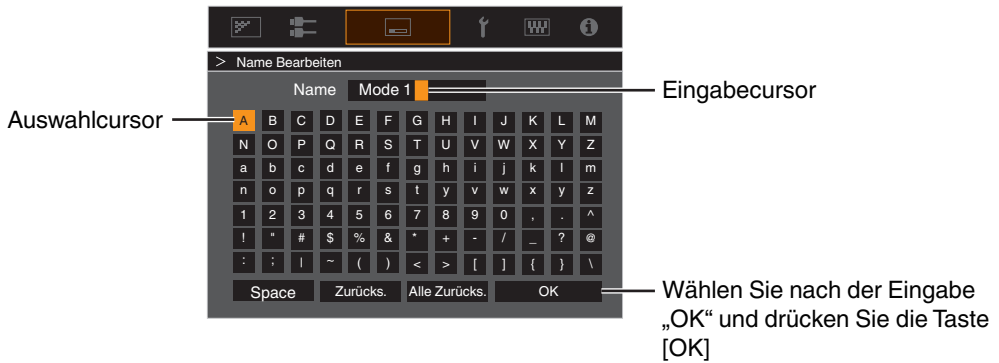 > Name Bearbeiten
Name Mode 1
Eingabecursor
Auswahlcursor
A B C D E F G H I J K L M
N O P Q R S T U V W X Y Z
a b c d e f g h i j k l m
n o p q r s t y v w x y z
1 2 3 4 5 6 7 8 9 0 , . ^
! " # $ % & * + - / _ ? @
: ; | ~ ( ) < > [ ] { } \
Space Zurücks. Alle Zurücks. OK
Wählen Sie nach der Eingabe
„OK“ und drücken Sie die Taste
[OK]